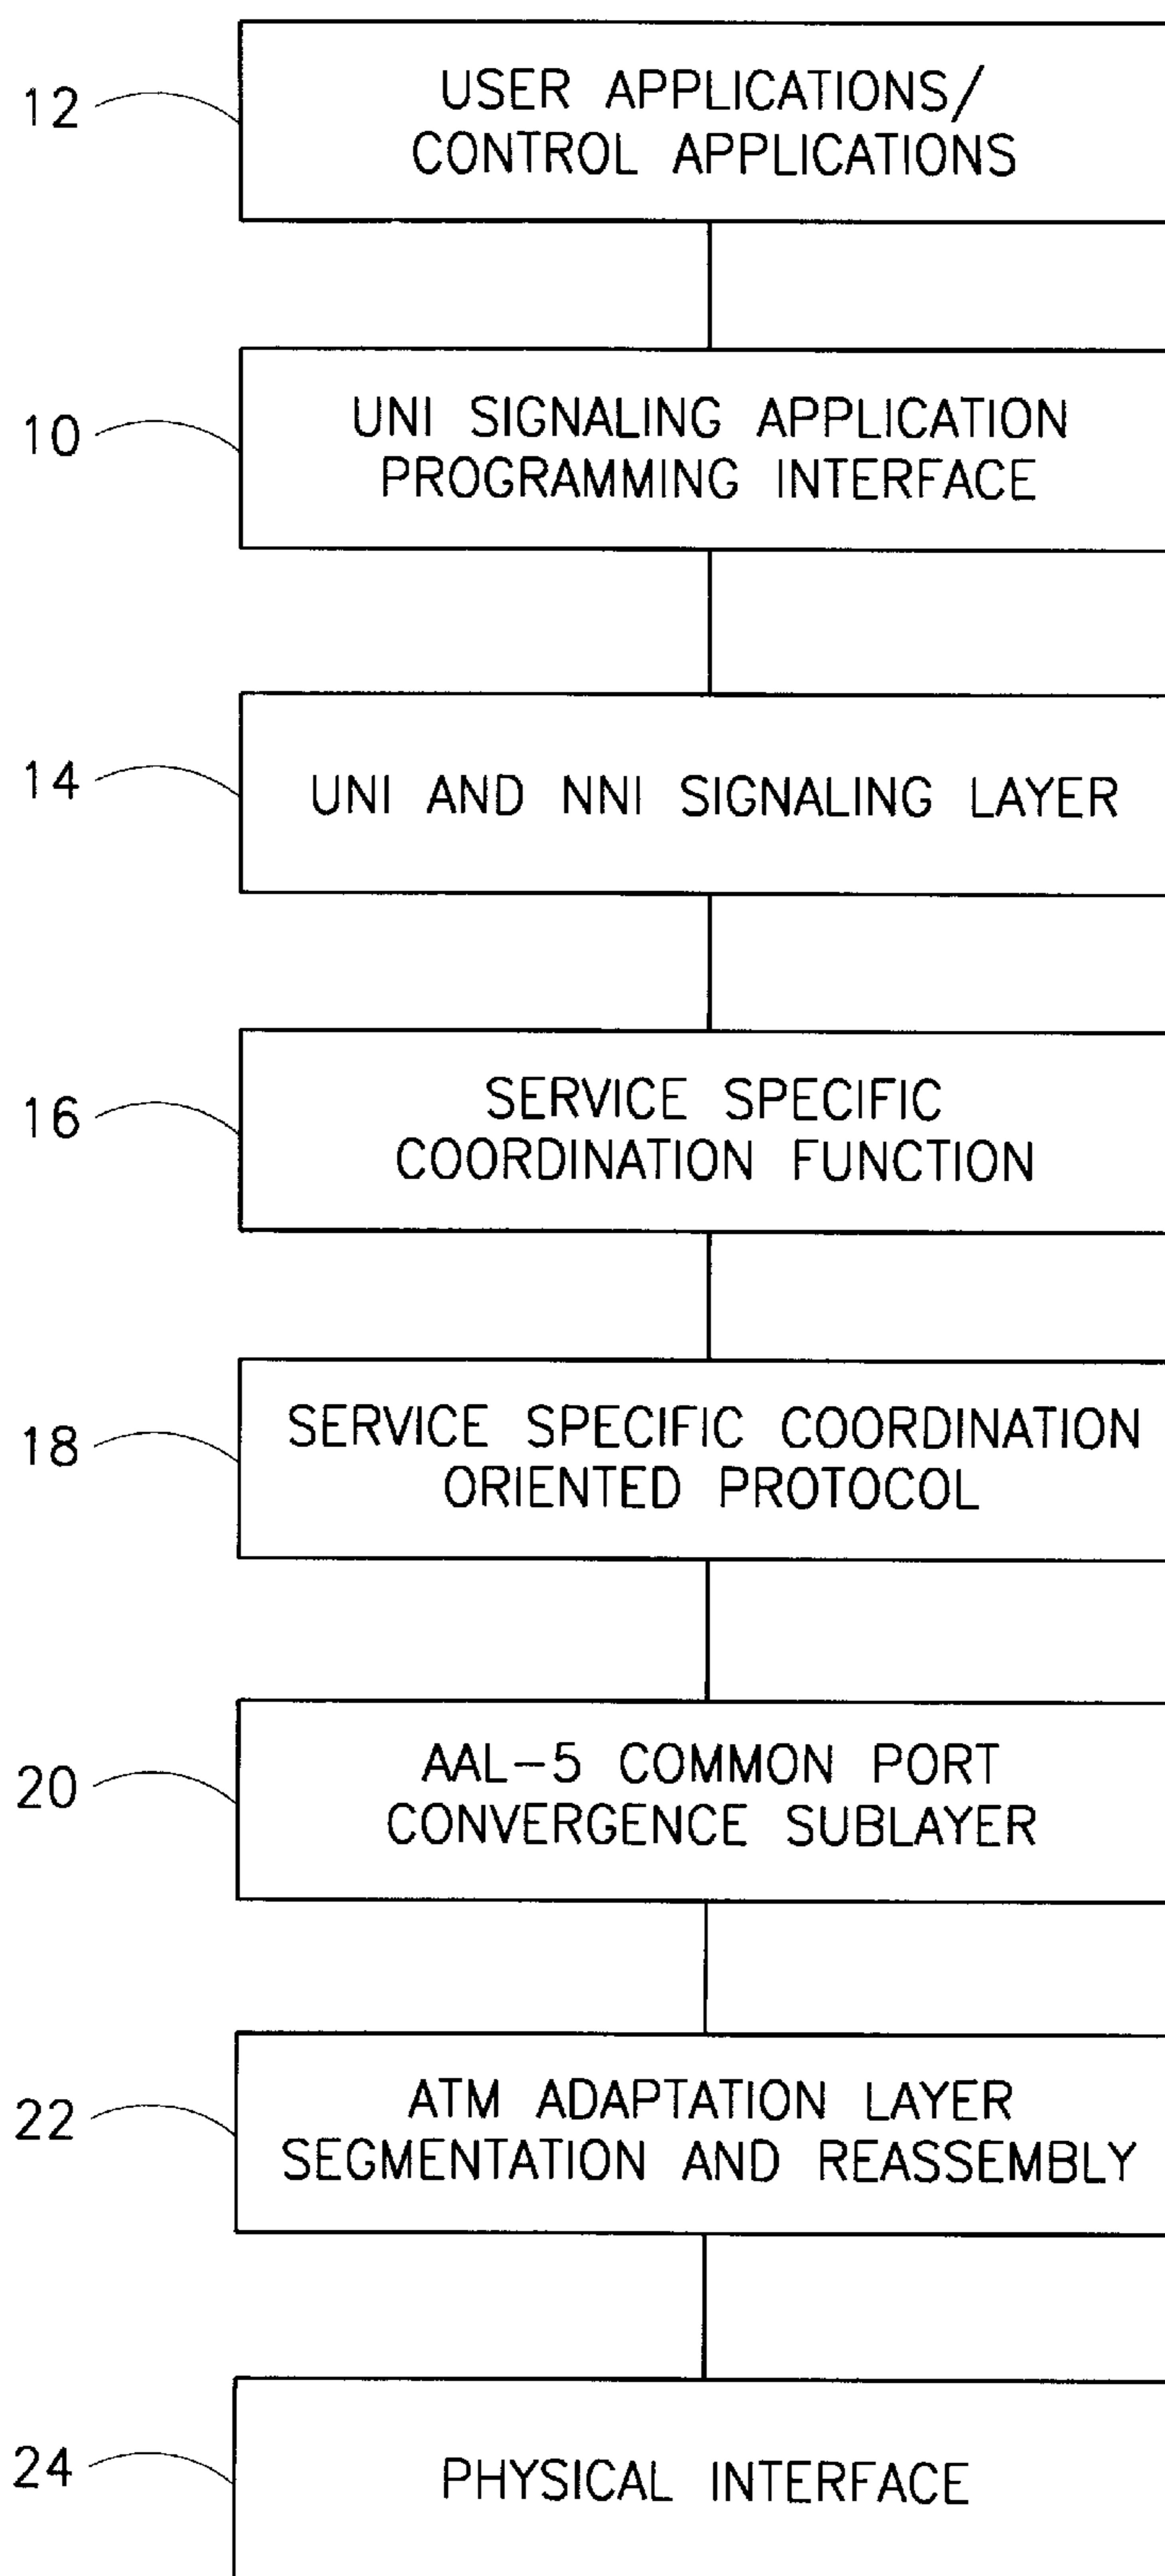 12
USER APPLICATIONS/
CONTROL APPLICATIONS
10
UNI SIGNALING APPLICATION
PROGRAMMING INTERFACE
14
UNI AND NNI SIGNALING LAYER
16
SERVICE SPECIFIC
COORDINATION FUNCTION
18
SERVICE SPECIFIC COORDINATION
ORIENTED PROTOCOL
20
AAL-5 COMMON PORT
CONVERGENCE SUBLAYER
22
ATM ADAPTATION LAYER
SEGMENTATION AND REASSEMBLY
24
PHYSICAL INTERFACE